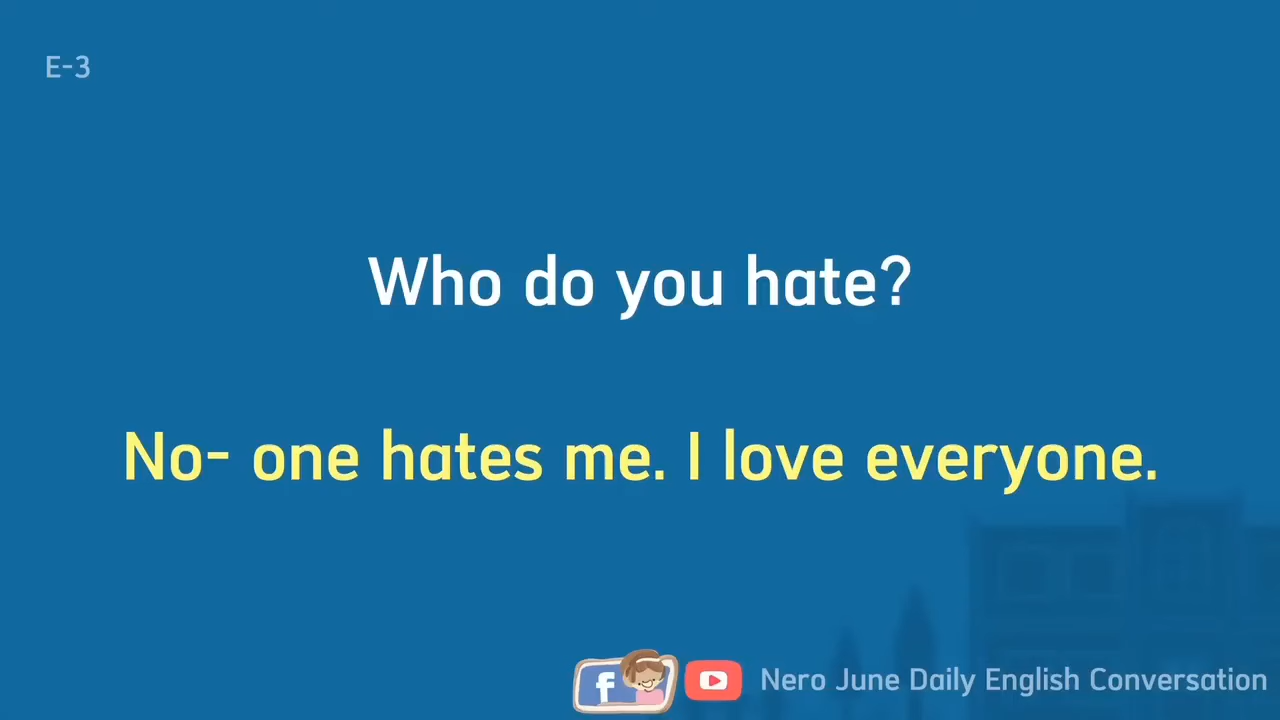 E-3
Who do you hate?
No- one hates me. I love everyone.
f
Nero June Daily English Conversation